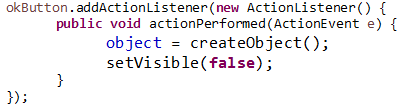 okButton.addActionListener(new ActionListener() {
public void actionPerformed(ActionEvent e) {
object = createObject();
setVisible(false);
}
});